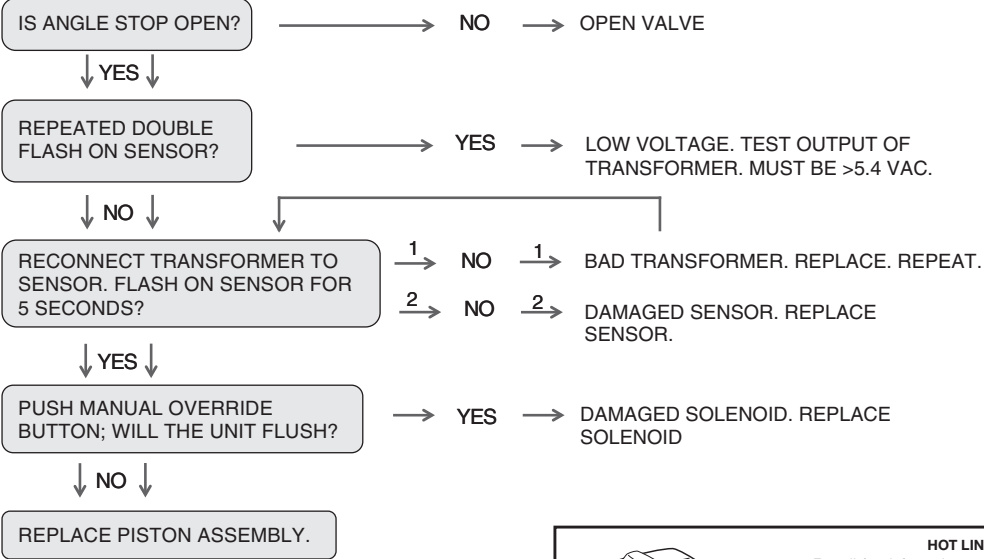 IS ANGLE STOP OPEN?
NO
OPEN VALVE
YES
REPEATED DOUBLE
FLASH ON SENSOR?
YES
LOW VOLTAGE. TEST OUTPUT OF
TRANSFORMER. MUST BE >5.4 VAC.
NO
RECONNECT TRANSFORMER TO
SENSOR. FLASH ON SENSOR FOR
5 SECONDS?
1
NO
1
BAD TRANSFORMER. REPLACE. REPEAT.
2
NO
2
DAMAGED SENSOR. REPLACE
SENSOR.
YES
PUSH MANUAL OVERRIDE
BUTTON; WILL THE UNIT FLUSH?
YES
DAMAGED SOLENOID. REPLACE
SOLENOID
NO
REPLACE PISTON ASSEMBLY.
HOT LIN